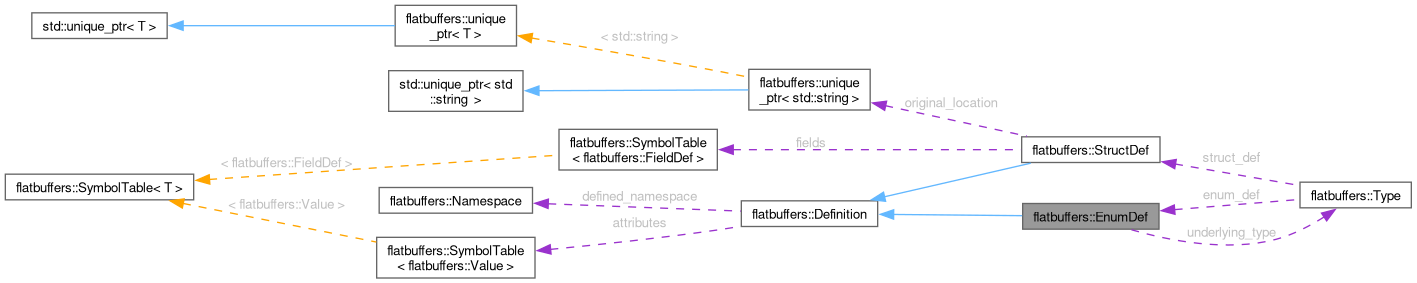 std::unique_ptr< T >
flatbuffers::unique
_ptr< T >
< std::string >
std::unique_ptr< std
::string >
flatbuffers::unique
_ptr< std::string >
original_location
flatbuffers::SymbolTable
< flatbuffers::FieldDef >
fields
flatbuffers::StructDef
< flatbuffers::FieldDef >
struct_def
flatbuffers::SymbolTable< T >
flatbuffers::Namespace
defined_namespace
enum_def
flatbuffers::Type
< flatbuffers::Value >
flatbuffers::Definition
flatbuffers::EnumDef
attributes
underlying_type
flatbuffers::SymbolTable
< flatbuffers::Value >